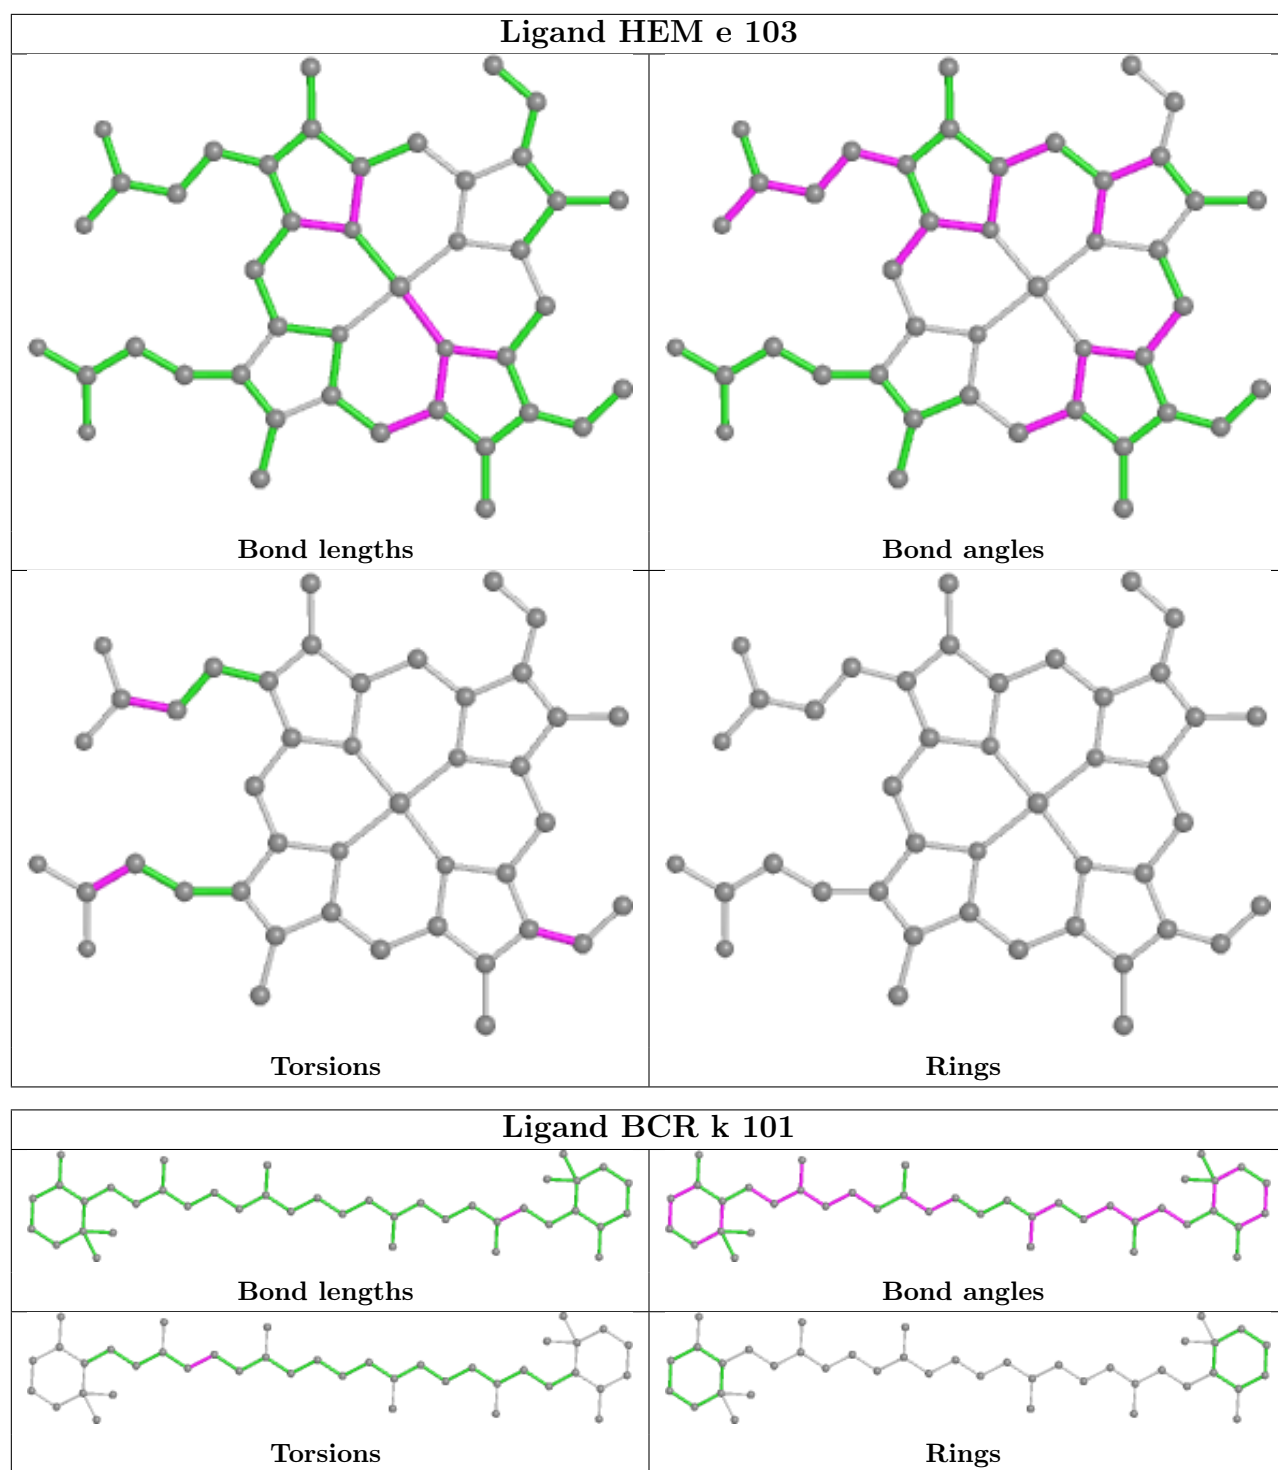 Ligand HEM e 103
Bond lengths
Bond angles
Torsions
Rings
Ligand BCR k 101
Bond lengths
Bond angles
Torsions
Rings